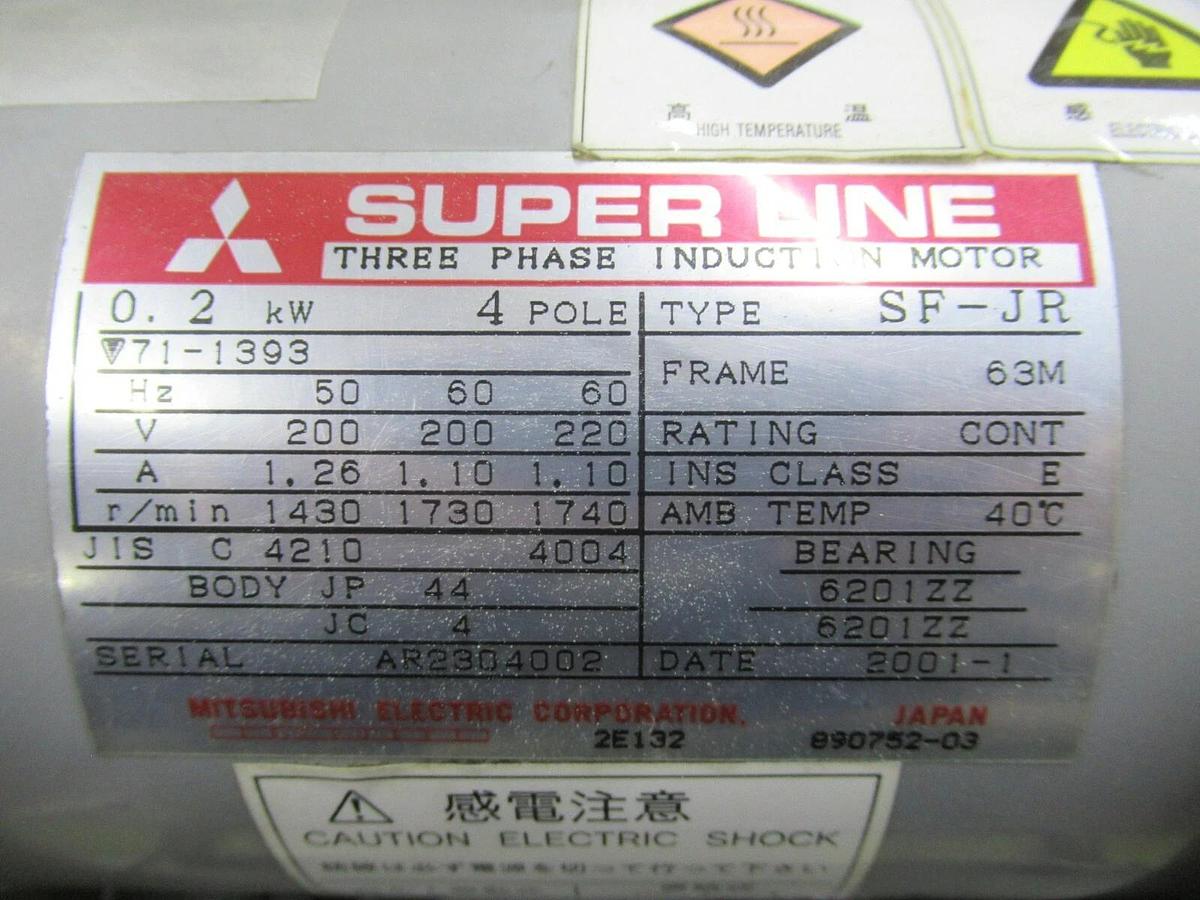 高 温
HIGH TEMPERATURE
感
SUPER LINE
THREE PHASE INDUCTION MOTOR
0.2 kW 4 POLE TYPE SF-JR
▽71-1393
FRAME 63M
Hz 50 60 60
V 200 200 220 RATING CONT
A 1.26 1.10 1.10 INS CLASS E
r/min 1430 1730 1740 AMB TEMP 40℃
JIS C 4210 4004 BEARING
BODY JP 44 6201ZZ
JC 4 6201ZZ
SERIAL AR2304002 DATE 2001-1
MITSUBISHI ELECTRIC CORPORATION. JAPAN
2E132 890752-03
感電注意
CAUTION ELECTRIC SHOCK